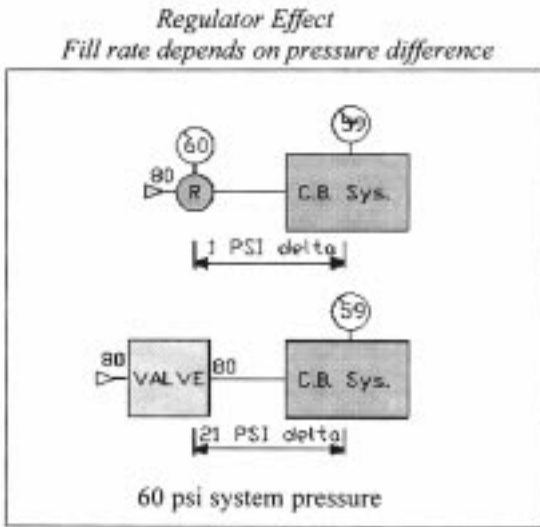 Regulator Effect
Fill rate depends on pressure difference
60
59
80
R
C.B. Sys.
1 PSI delta
59
80
VALVE
80
C.B. Sys.
21 PSI delta
60 psi system pressure